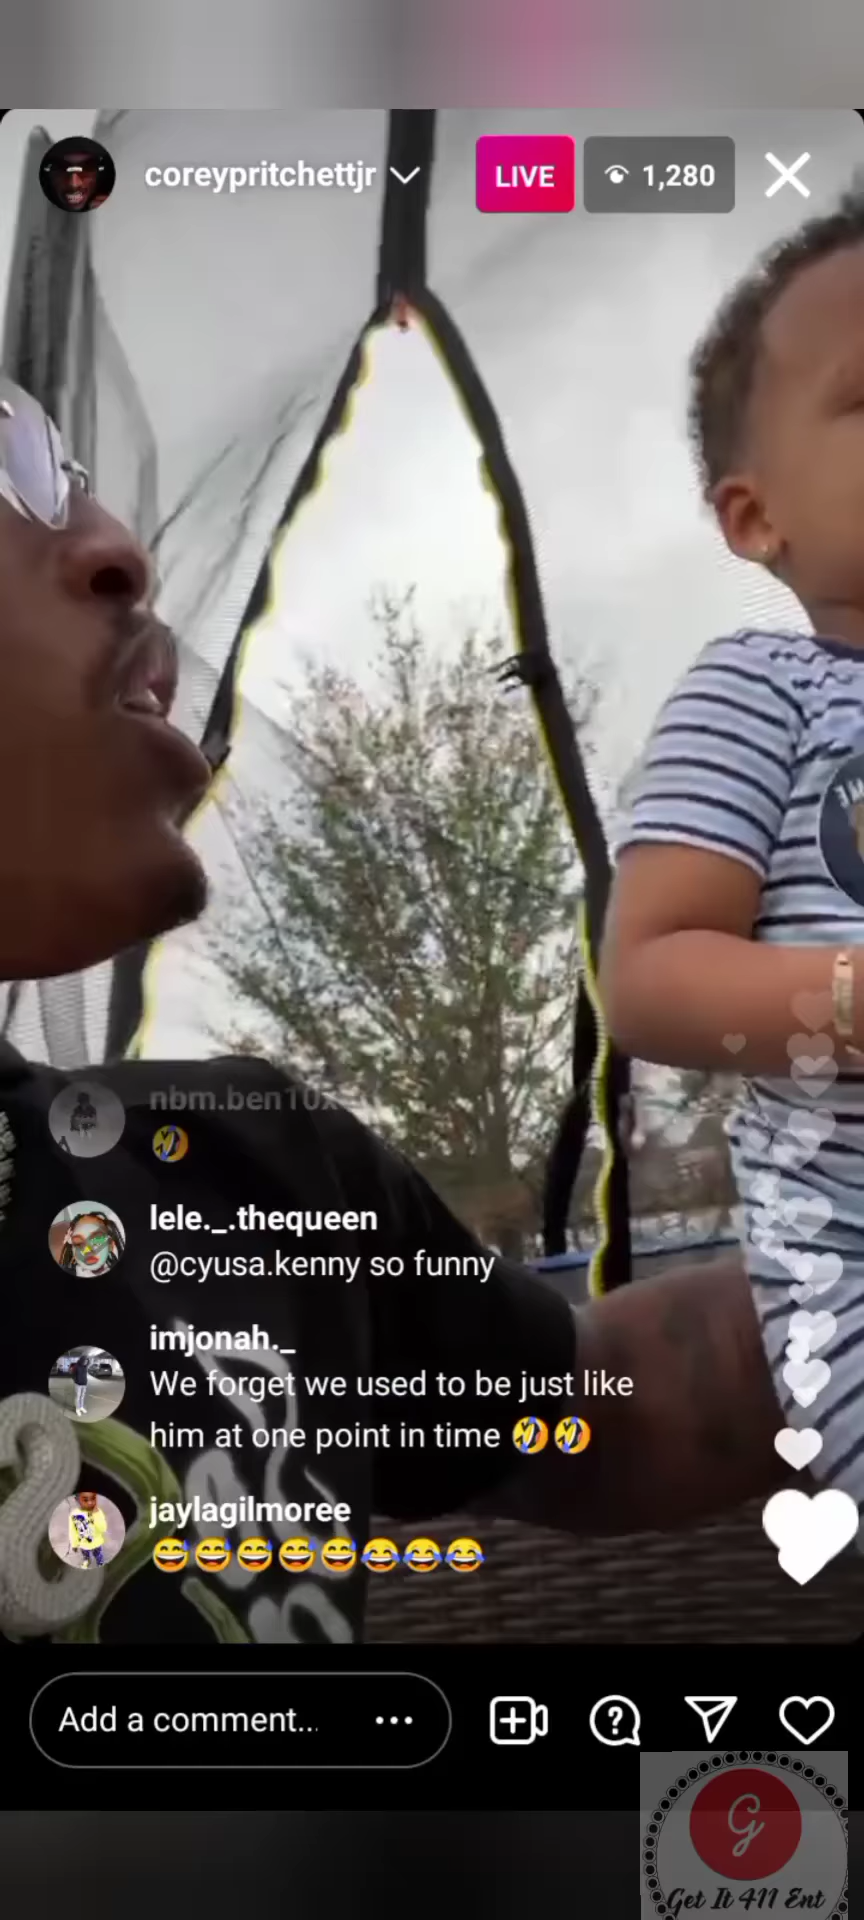 coreypritchettjr
LIVE
1,280
nbm.ben10x
🤣
lele._.thequeen
@cyusa.kenny so funny
imjonah._
We forget we used to be just like
him at one point in time 🤣🤣
jaylagilmoree
😅😅😅😅😅😂😂😂
Add a comment...
G
Get It 411 Ent